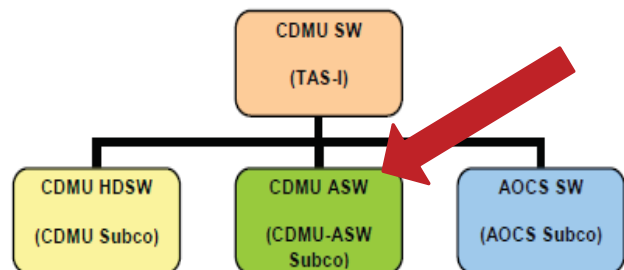 CDMU SW
(TAS-I)
CDMU HDSW
(CDMU Subco)
CDMU ASW
(CDMU-ASW
Subco)
AOCS SW
(AOCS Subco)